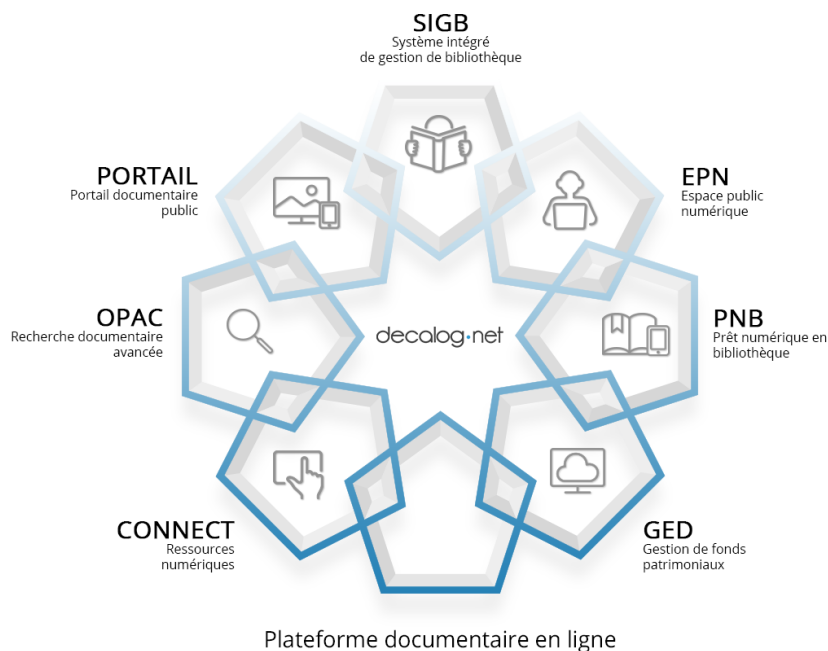 SIGB
Système intégré
de gestion de bibliothèque
PORTAIL
Portail documentaire
public
EPN
Espace public
numérique
OPAC
Recherche documentaire
avancée
decalog.net
PNB
Prêt numérique en
bibliothèque
CONNECT
Ressources
numériques
GED
Gestion de fonds
patrimoniaux
Plateforme documentaire en ligne